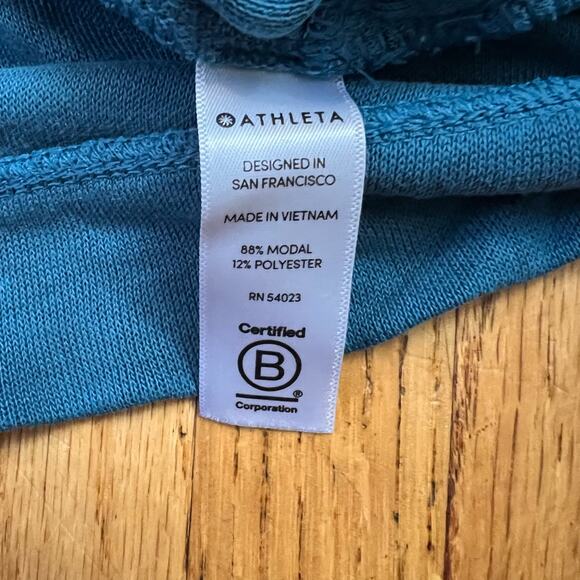 ATHLETA
DESIGNED IN
SAN FRANCISCO
MADE IN VIETNAM
88% MODAL
12% POLYESTER
RN 54023
Certified
B
®
Corporation